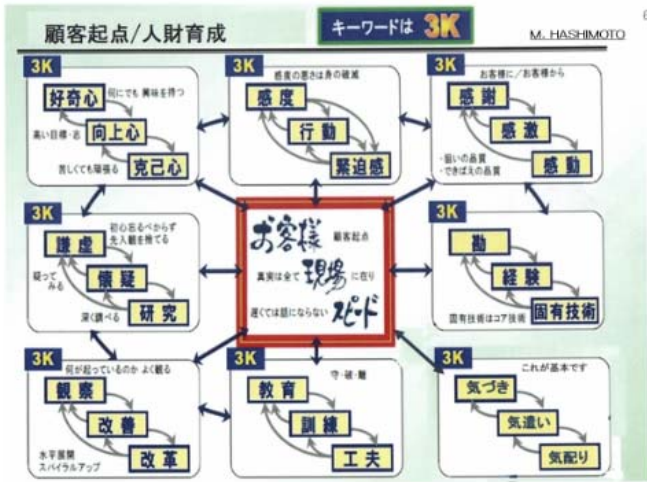 顧客起点/人財育成
キーワードは 3K
M. HASHIMOTO
6
3K
好奇心
何にでも 興味を持つ
高い目標・志
向上心
苦しくても頑張る
克己心
3K
感度の悪さは身の破滅
感度
行動
緊迫感
3K
お客様に／お客様から
感謝
感激
感動
・狙いの品質
・できばえの品質
3K
謙虚
初心忘るべからず
先入観を捨てる
疑って
みる
懐疑
深く調べる
研究
お客様 顧客起点
真実は全て 現場 に在り
遅くては話にならない スピード
3K
勘
経験
固有技術
固有技術はコア技術
3K
何が起っているのか よく観る
観察
改善
改革
水平展開
スパイラルアップ
3K
守・破・離
教育
訓練
工夫
3K
これが基本です
気づき
気遣い
気配り